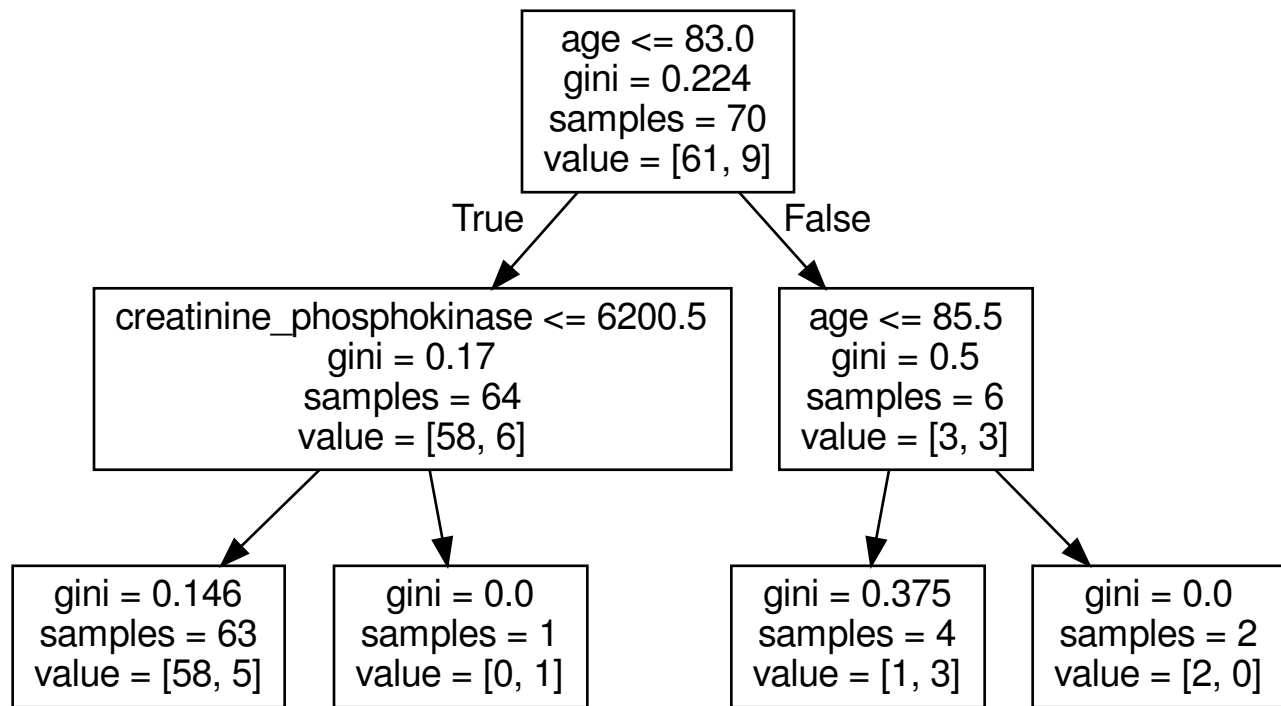 age <= 83.0
gini = 0.224
samples = 70
value = [61, 9]
True
False
creatinine_phosphokinase <= 6200.5
gini = 0.17
samples = 64
value = [58, 6]
age <= 85.5
gini = 0.5
samples = 6
value = [3, 3]
gini = 0.146
samples = 63
value = [58, 5]
gini = 0.0
samples = 1
value = [0, 1]
gini = 0.375
samples = 4
value = [1, 3]
gini = 0.0
samples = 2
value = [2, 0]